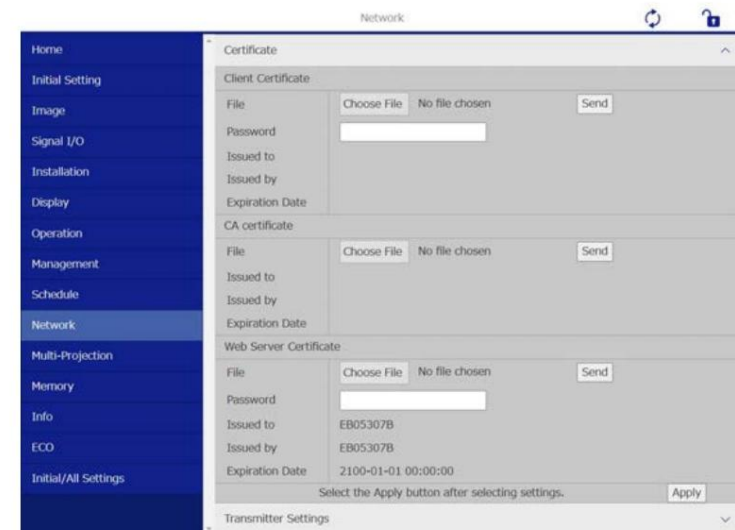 Network
Home
Initial Setting
Image
Signal I/O
Installation
Display
Operation
Management
Schedule
Network
Multi-Projection
Memory
Info
ECO
Initial/All Settings
Certificate
Client Certificate
File Choose File No file chosen Send
Password
Issued to
Issued by
Expiration Date
CA certificate
File Choose File No file chosen Send
Issued to
Issued by
Expiration Date
Web Server Certificate
File Choose File No file chosen Send
Password
Issued to EB05307B
Issued by EB05307B
Expiration Date 2100-01-01 00:00:00
Select the Apply button after selecting settings. Apply
Transmitter Settings